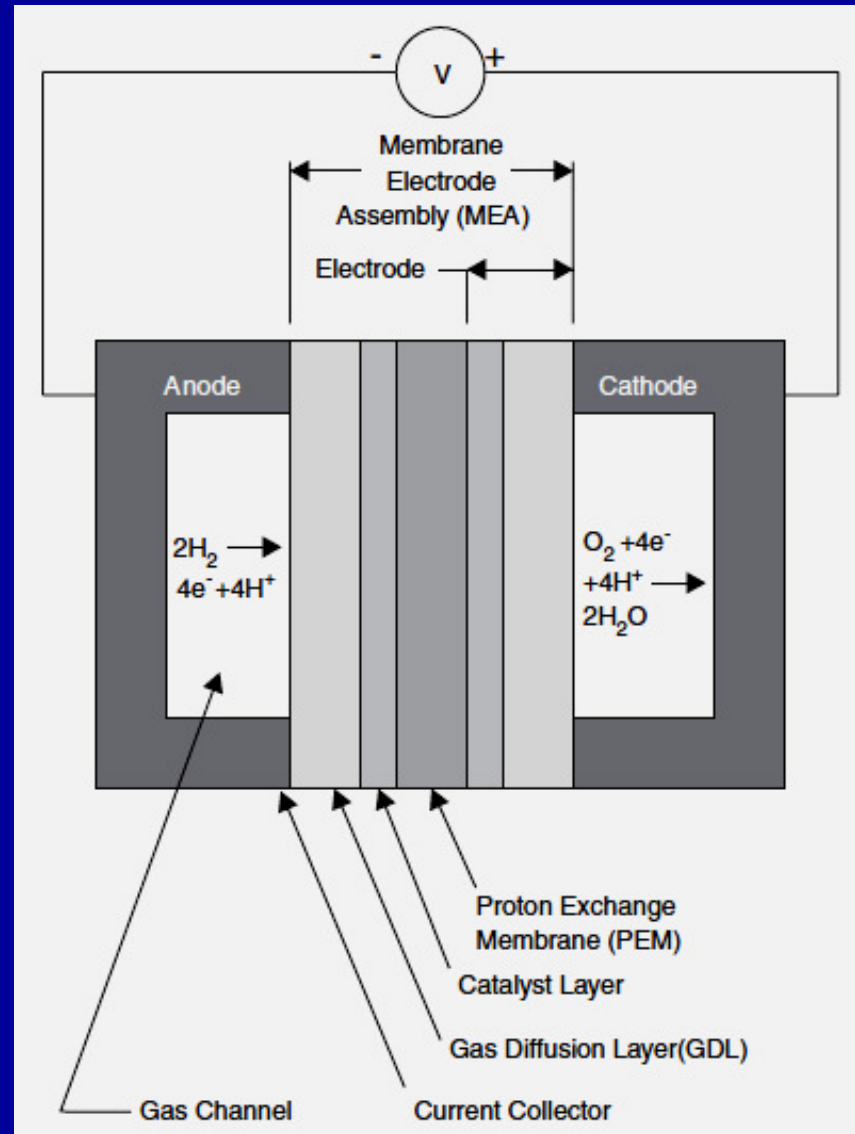 - V +
Membrane
Electrode
Assembly (MEA)
Electrode
Anode
Cathode
2H₂ →
4e⁻+4H⁺
O₂ +4e⁻
+4H⁺ →
2H₂O
Proton Exchange
Membrane (PEM)
Catalyst Layer
Gas Diffusion Layer(GDL)
Gas Channel
Current Collector